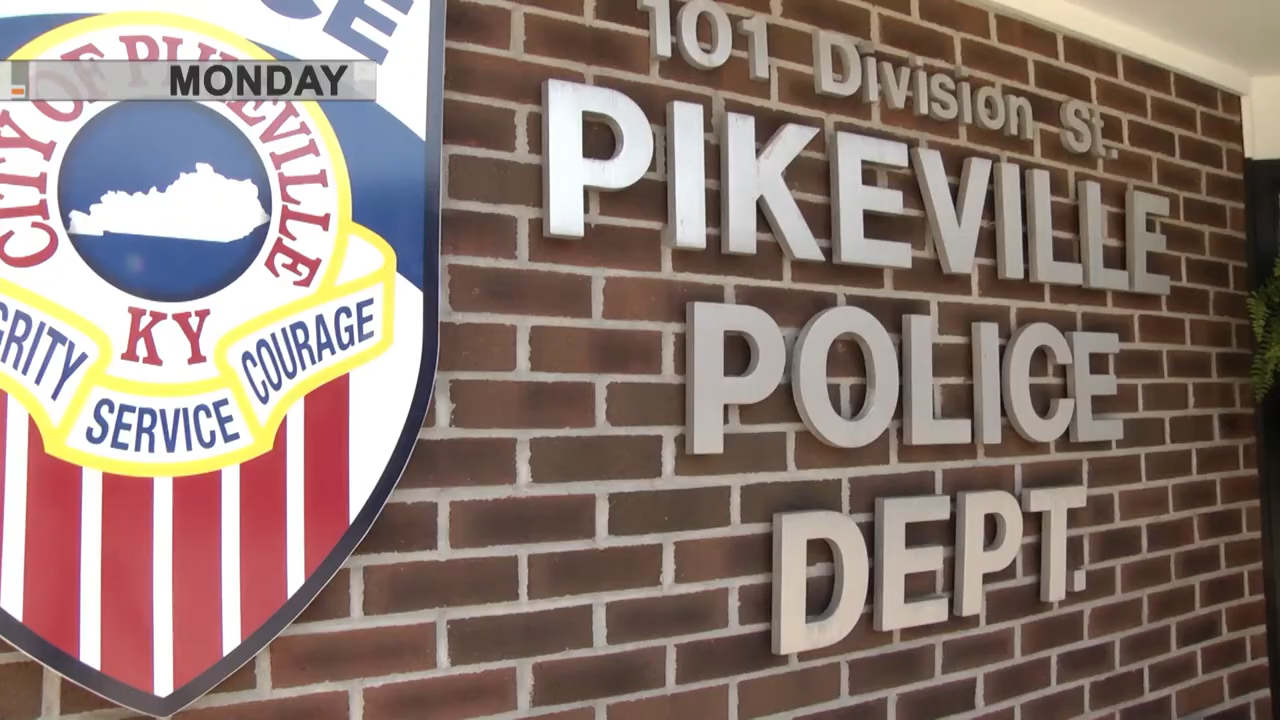 MONDAY
CITY OF PIKEVILLE
KY
SERVICE
COURAGE
101 Division St.
PIKEVILLE
POLICE
DEPT.